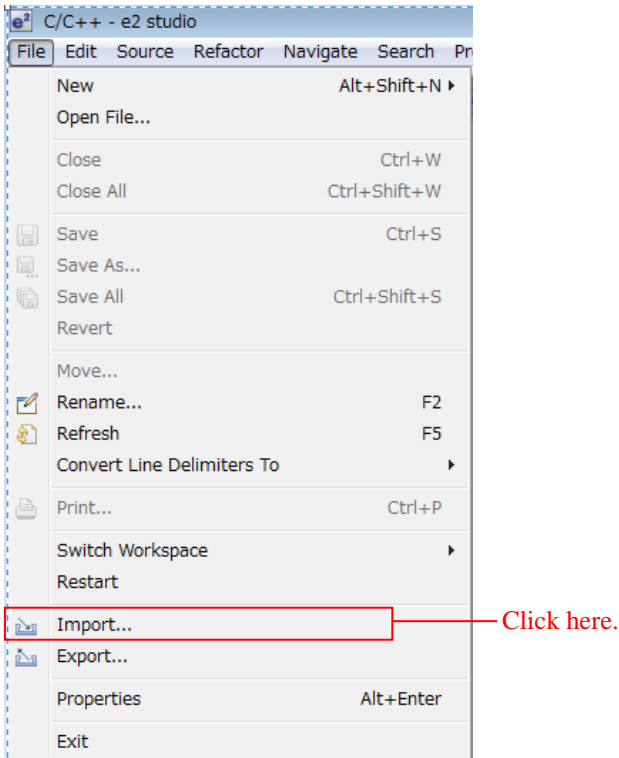 e² C/C++ - e2 studio
File Edit Source Refactor Navigate Search Pr
New Alt+Shift+N
Open File...
Close Ctrl+W
Close All Ctrl+Shift+W
Save Ctrl+S
Save As...
Save All Ctrl+Shift+S
Revert
Move...
Rename... F2
Refresh F5
Convert Line Delimiters To
Print... Ctrl+P
Switch Workspace
Restart
Import... Click here.
Export...
Properties Alt+Enter
Exit